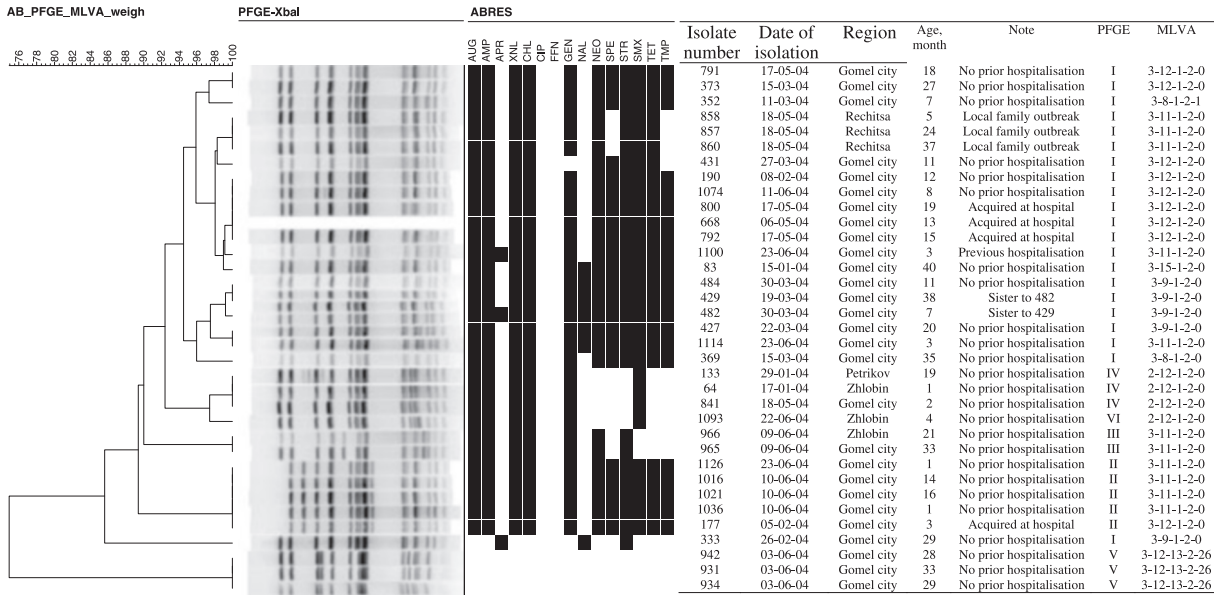 AB_PFGE_MLVA_weigh PFGE-XbaI ABRES
76 78 80 82 84 86 88 90 92 94 96 98 100 AUG AMP APR XNL CHL CIP FFN GEN NAL NEO SPE STR SMX TET TMP
Isolate number Date of isolation Region Age, month Note PFGE MLVA
791 17-05-04 Gomel city 18 No prior hospitalisation I 3-12-1-2-0
373 15-03-04 Gomel city 27 No prior hospitalisation I 3-12-1-2-0
352 11-03-04 Gomel city 7 No prior hospitalisation I 3-8-1-2-1
858 18-05-04 Rechitsa 5 Local family outbreak I 3-11-1-2-0
857 18-05-04 Rechitsa 24 Local family outbreak I 3-11-1-2-0
860 18-05-04 Rechitsa 37 Local family outbreak I 3-11-1-2-0
431 27-03-04 Gomel city 11 No prior hospitalisation I 3-12-1-2-0
190 08-02-04 Gomel city 12 No prior hospitalisation I 3-12-1-2-0
1074 11-06-04 Gomel city 8 No prior hospitalisation I 3-12-1-2-0
800 17-05-04 Gomel city 19 Acquired at hospital I 3-12-1-2-0
668 06-05-04 Gomel city 13 Acquired at hospital I 3-12-1-2-0
792 17-05-04 Gomel city 15 Acquired at hospital I 3-12-1-2-0
1100 23-06-04 Gomel city 3 Previous hospitalisation I 3-11-1-2-0
83 15-01-04 Gomel city 40 No prior hospitalisation I 3-15-1-2-0
484 30-03-04 Gomel city 11 No prior hospitalisation I 3-9-1-2-0
429 19-03-04 Gomel city 38 Sister to 482 I 3-9-1-2-0
482 30-03-04 Gomel city 7 Sister to 429 I 3-9-1-2-0
427 22-03-04 Gomel city 20 No prior hospitalisation I 3-9-1-2-0
1114 23-06-04 Gomel city 3 No prior hospitalisation I 3-11-1-2-0
369 15-03-04 Gomel city 35 No prior hospitalisation I 3-8-1-2-0
133 29-01-04 Petrikov 19 No prior hospitalisation IV 2-12-1-2-0
64 17-01-04 Zhlobin 1 No prior hospitalisation IV 2-12-1-2-0
841 18-05-04 Gomel city 2 No prior hospitalisation IV 2-12-1-2-0
1093 22-06-04 Zhlobin 4 No prior hospitalisation VI 2-12-1-2-0
966 09-06-04 Zhlobin 21 No prior hospitalisation III 3-11-1-2-0
965 09-06-04 Gomel city 33 No prior hospitalisation III 3-11-1-2-0
1126 23-06-04 Gomel city 1 No prior hospitalisation II 3-11-1-2-0
1016 10-06-04 Gomel city 14 No prior hospitalisation II 3-11-1-2-0
1021 10-06-04 Gomel city 16 No prior hospitalisation II 3-11-1-2-0
1036 10-06-04 Gomel city 1 No prior hospitalisation II 3-11-1-2-0
177 05-02-04 Gomel city 3 Acquired at hospital II 3-12-1-2-0
333 26-02-04 Gomel city 29 No prior hospitalisation I 3-9-1-2-0
942 03-06-04 Gomel city 28 No prior hospitalisation V 3-12-13-2-26
931 03-06-04 Gomel city 33 No prior hospitalisation V 3-12-13-2-26
934 03-06-04 Gomel city 29 No prior hospitalisation V 3-12-13-2-26